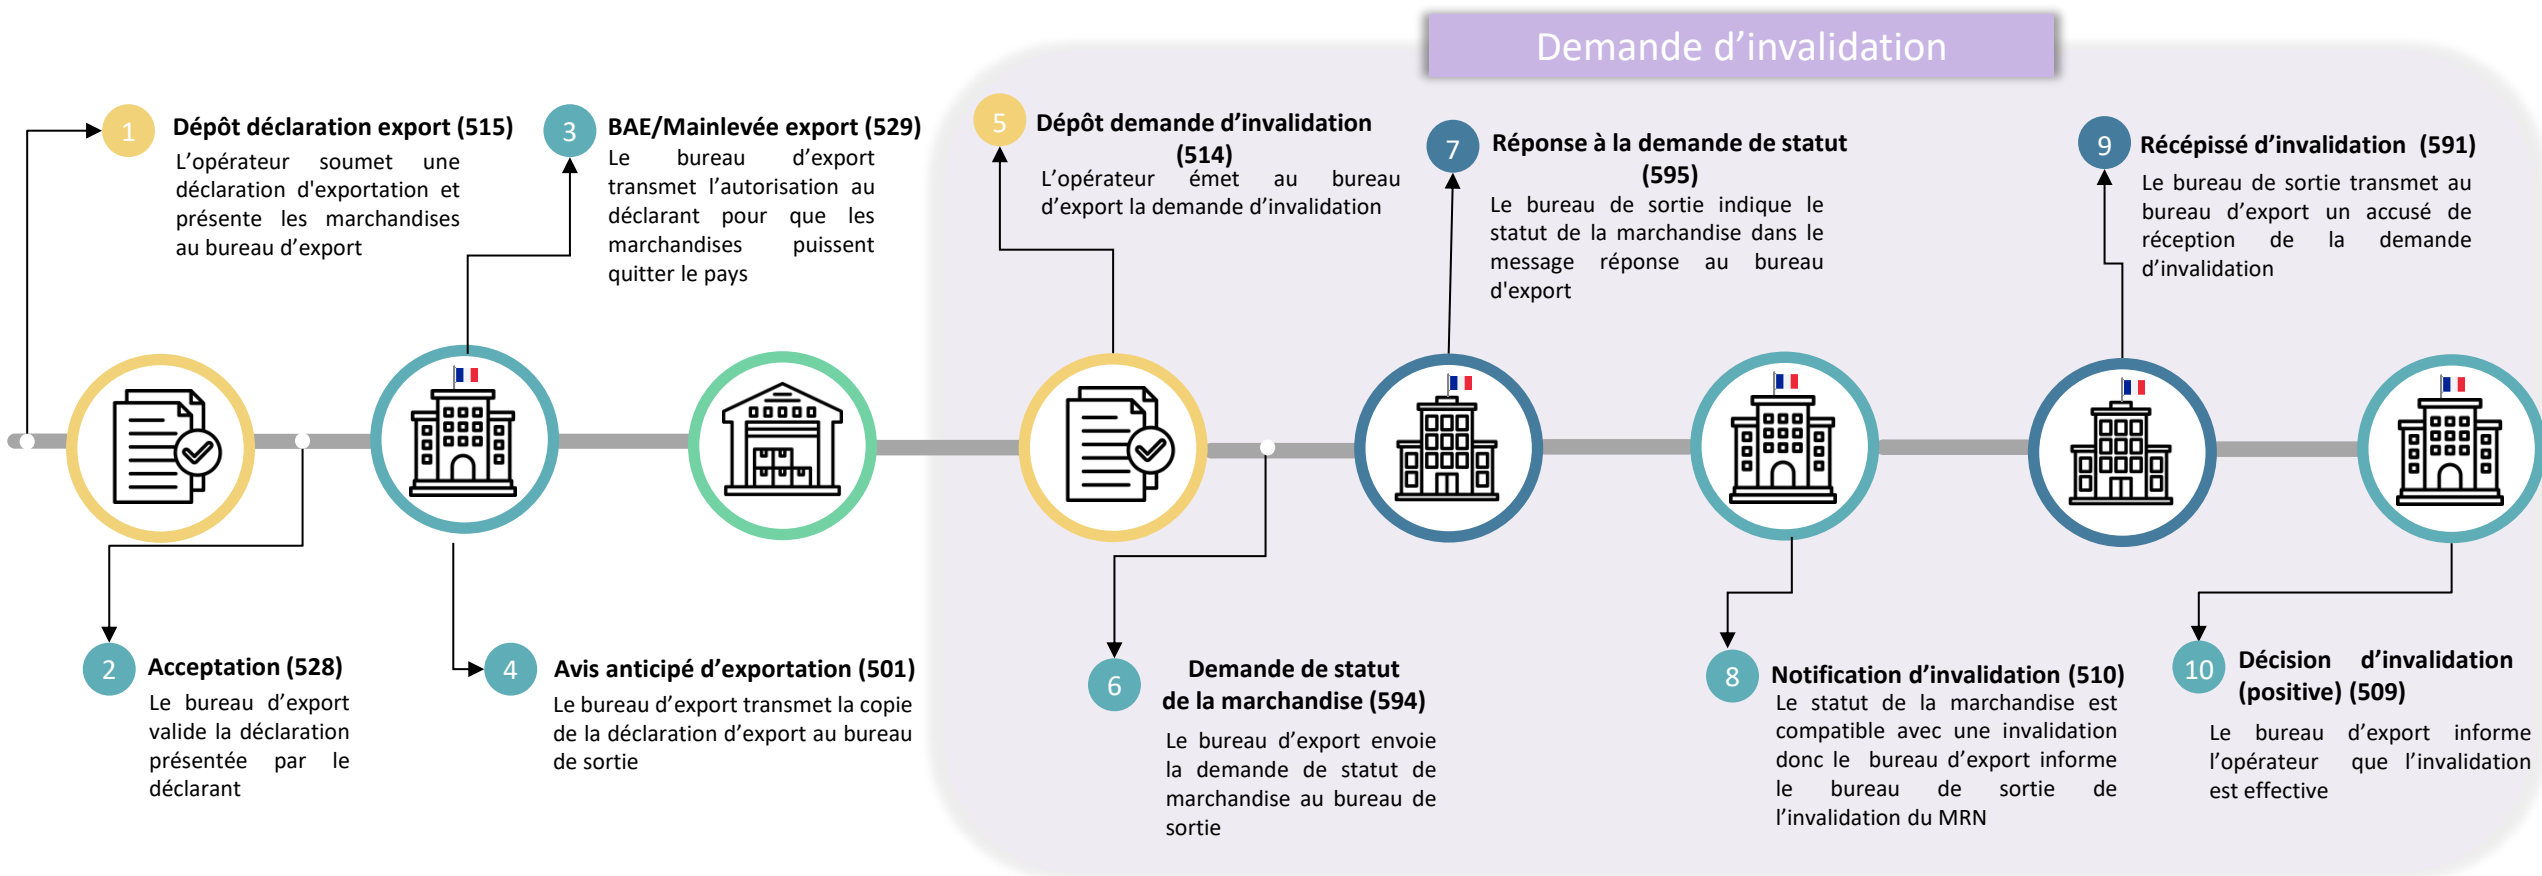 Demande d’invalidation
1
Dépôt déclaration export (515)
L’opérateur soumet une
déclaration d'exportation et
présente les marchandises
au bureau d’export
3
BAE/Mainlevée export (529)
Le bureau d’export
transmet l’autorisation au
déclarant pour que les
marchandises puissent
quitter le pays
5
Dépôt demande d’invalidation
(514)
L’opérateur émet au bureau
d’export la demande d’invalidation
7
Réponse à la demande de statut
(595)
Le bureau de sortie indique le
statut de la marchandise dans le
message réponse au bureau
d'export
9
Récépissé d’invalidation (591)
Le bureau de sortie transmet au
bureau d’export un accusé de
réception de la demande
d’invalidation
2
Acceptation (528)
Le bureau d’export
valide la déclaration
présentée par le
déclarant
4
Avis anticipé d’exportation (501)
Le bureau d’export transmet la copie
de la déclaration d’export au bureau
de sortie
6
Demande de statut
de la marchandise (594)
Le bureau d’export envoie
la demande de statut de
marchandise au bureau de
sortie
8
Notification d’invalidation (510)
Le statut de la marchandise est
compatible avec une invalidation
donc le bureau d’export informe
le bureau de sortie de
l’invalidation du MRN
10
Décision d’invalidation
(positive) (509)
Le bureau d’export informe
l’opérateur que l’invalidation
est effective